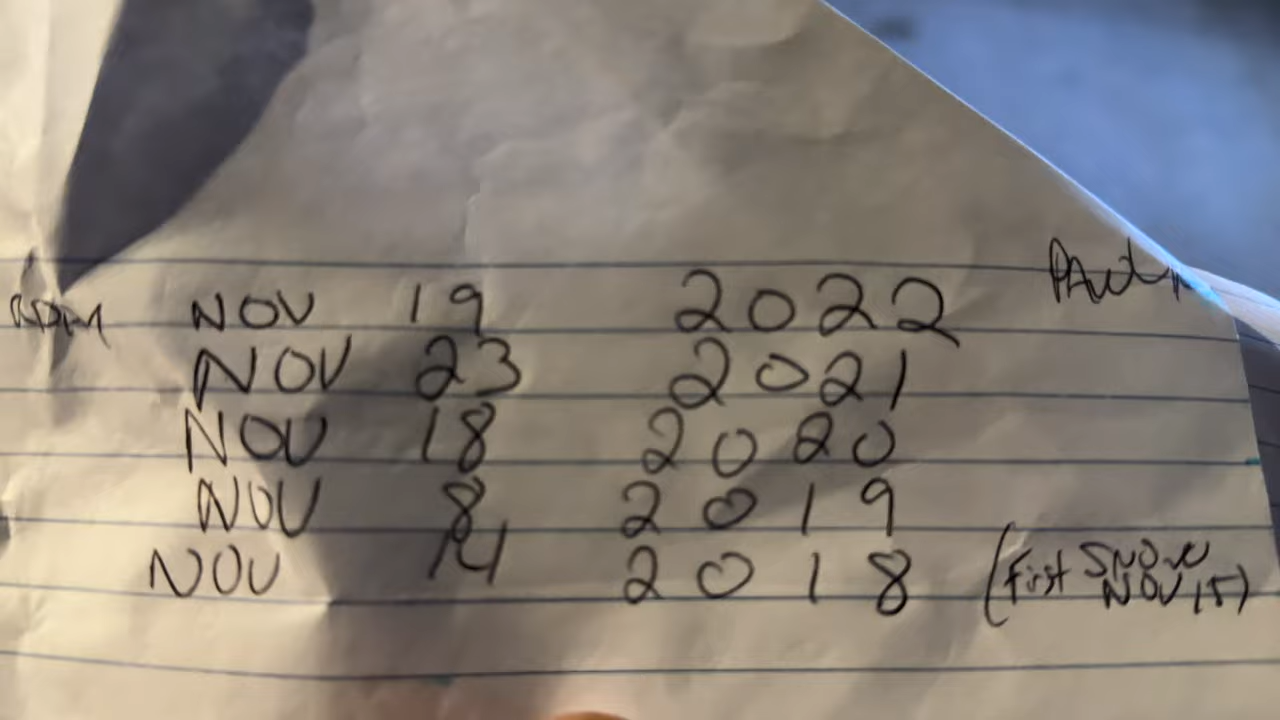 NOV 19 2022
NOV 23 2021
NOV 18 2020
NOV 8 2019
NOV 14 2018 (First SNOW
NOV 15)